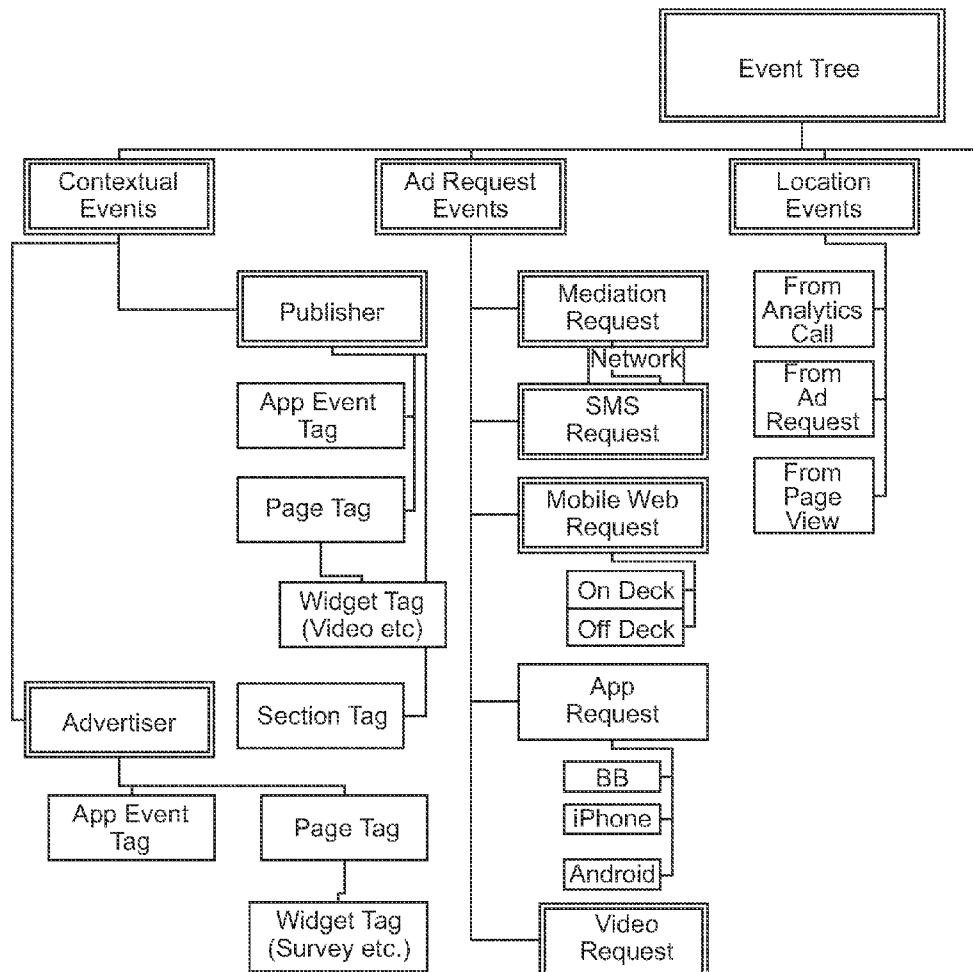 Event Tree
Contextual
Events
Ad Request
Events
Location
Events
Publisher
App Event
Tag
Page Tag
Widget Tag
(Video etc)
Section Tag
Advertiser
App Event
Tag
Page Tag
Widget Tag
(Survey etc.)
Mediation
Request
Network
SMS
Request
Mobile Web
Request
On Deck
Off Deck
App
Request
BB
iPhone
Android
Video
Request
From
Analytics
Call
From
Ad
Request
From
Page
View